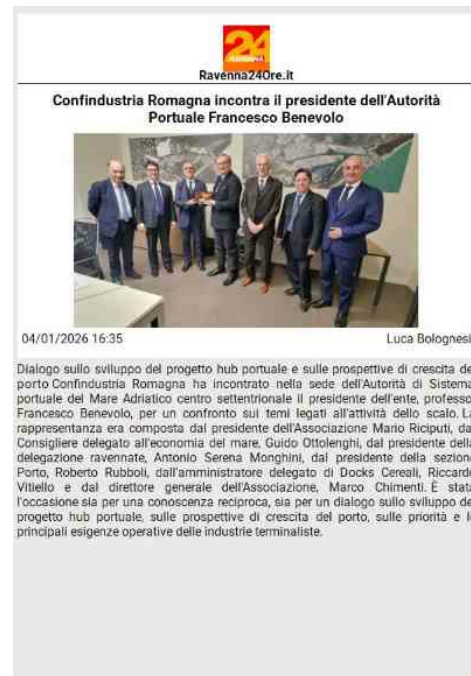 24
RAVENNA
Ravenna24Ore.it
Confindustria Romagna incontra il presidente dell'Autorità
Portuale Francesco Benevolo
04/01/2026 16:35
Luca Bolognesi
Dialogo sullo sviluppo del progetto hub portuale e sulle prospettive di crescita de
porto Confindustria Romagna ha incontrato nella sede dell'Autorità di Sistema
portuale del Mare Adriatico centro settentrionale il presidente dell'ente, professo
Francesco Benevolo, per un confronto sui temi legati all'attività dello scalo. La
rappresentanza era composta dal presidente dell'Associazione Mario Riciputi, da
Consigliere delegato all'economia del mare, Guido Ottolenghi, dal presidente della
delegazione ravennate, Antonio Serena Monghini, dal presidente della sezione
Porto, Roberto Rubboli, dall'amministratore delegato di Docks Cereali, Riccardo
Vitiello e dal direttore generale dell'Associazione, Marco Chimenti. È stata
l'occasione sia per una conoscenza reciproca, sia per un dialogo sullo sviluppo de
progetto hub portuale, sulle prospettive di crescita del porto, sulle priorità e l
principali esigenze operative delle industrie terminaliste.